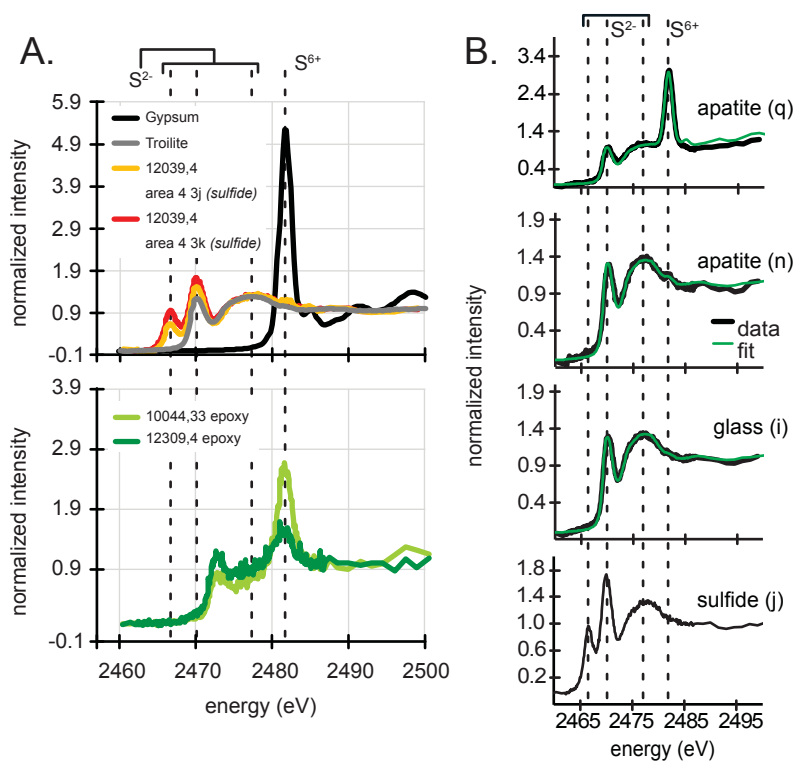 A.
S2-
S6+
normalized intensity
5.9
4.9
3.9
2.9
1.9
0.9
-0.1
Gypsum
Troilite
12039,4
area 4 3j (sulfide)
12039,4
area 4 3k (sulfide)
normalized intensity
3.9
2.9
1.9
0.9
-0.1
10044,33 epoxy
12309,4 epoxy
2460 2470 2480 2490 2500
energy (eV)
B.
S2-
S6+
normalized intensity
3.4
2.4
1.4
apatite (q)
1.9
1.4
0.9
0.4
apatite (n)
data
fit
1.9
1.4
0.9
0.4
glass (i)
1.8
1.4
1.0
0.6
0.2
sulfide (j)
2465 2475 2485 2495
energy (eV)